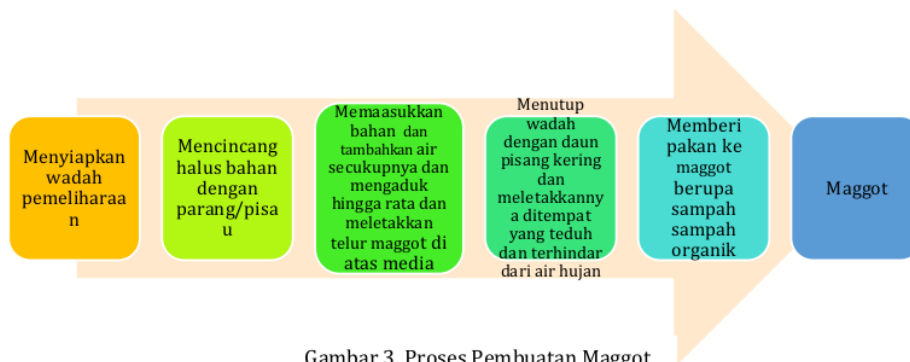 Menyiapkan
wadah
pemeliharaa
n
Mencincang
halus bahan
dengan
parang/pisa
u
Memaasukkan
bahan dan
tambahkan air
secukupnya dan
mengaduk
hingga rata dan
meletakkan
telur maggot di
atas media
Menutup
wadah
dengan daun
pisang kering
dan
meletakkanny
a ditempat
yang teduh
dan terhindar
dari air hujan
Memberi
pakan ke
maggot
berupa
sampah
sampah
organik
Maggot
Gambar 3. Proses Pembuatan Maggot